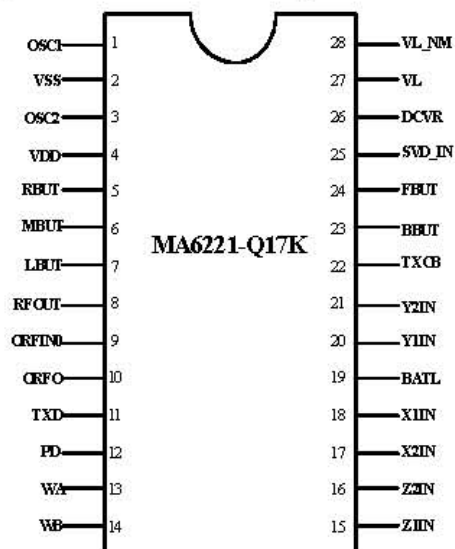 OSC1 1 28 VL_NM
VSS 2 27 VL
OSC2 3 26 DCVR
VDD 4 25 SVD_IN
RBUT 5 24 FBUT
MBUT 6 23 BBUT
MA6221-Q17K
LBUT 7 22 TXCB
RFOUT 8 21 Y2IN
CRFIN0 9 20 Y1IN
CRFO 10 19 BATL
TXD 11 18 X1IN
PD 12 17 X2IN
WA 13 16 Z2IN
WB 14 15 Z1IN